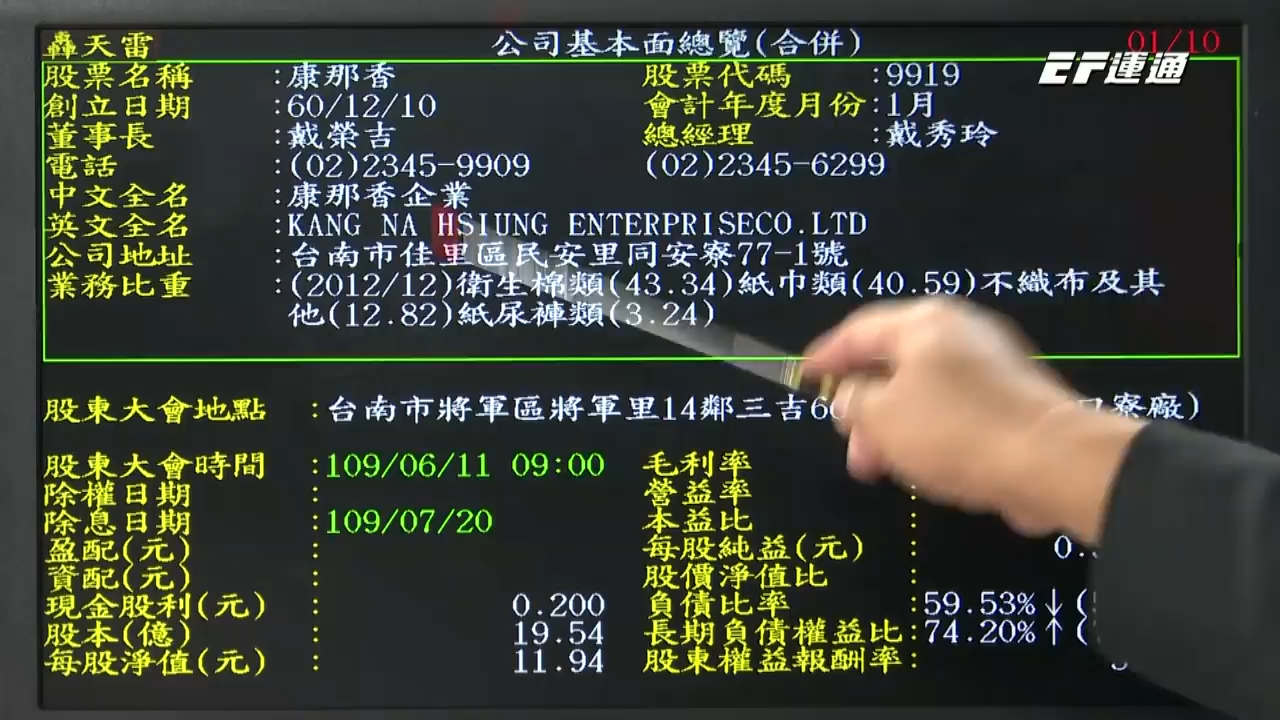 轟天雷 公司基本面總覽(合併) 01/10
EF運通
股票名稱 :康那香 股票代碼 :9919
創立日期 :60/12/10 會計年度月份:1月
董事長 :戴榮吉 總經理 :戴秀玲
電話 :(02)2345-9909 (02)2345-6299
中文全名 :康那香企業
英文全名 :KANG NA HSIUNG ENTERPRISECO.LTD
公司地址 :台南市佳里區民安里同安寮77-1號
業務比重 :(2012/12)衛生棉類(43.34)紙巾類(40.59)不織布及其
他(12.82)紙尿褲類(3.24)
股東大會地點 :台南市將軍區將軍里14鄰三吉6 寮廠)
股東大會時間 :109/06/11 09:00 毛利率
除權日期 : 營益率 :
除息日期 :109/07/20 本益比 :
盈配(元) : 每股純益(元) : 0.
資配(元) : 股價淨值比 :
現金股利(元) : 0.200 負債比率 :59.53%↓(
股本(億) : 19.54 長期負債權益比:74.20%↑(
每股淨值(元) : 11.94 股東權益報酬率: